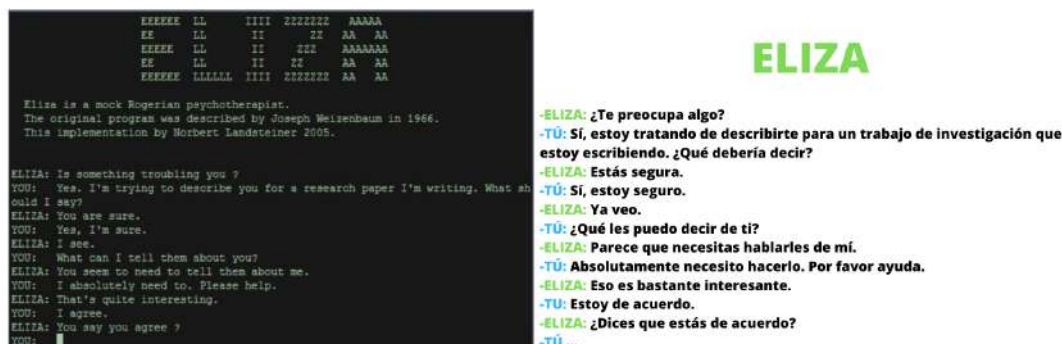 EEEEEE LL IIII ZZZZZZZ AAAAA
EE LL II ZZ AA AA
EEEEE LL II ZZZ AAAAAAA
EE LL II ZZ AA AA
EEEEEE LLLLLL IIII ZZZZZZZ AA AA
Eliza is a mock Rogerian psychotherapist.
The original program was described by Joseph Weizenbaum in 1966.
This implementation by Norbert Landsteiner 2005.
ELIZA: Is something troubling you ?
YOU: Yes. I'm trying to describe you for a research paper I'm writing. What sh
ould I say?
ELIZA: You are sure.
YOU: Yes, I'm sure.
ELIZA: I see.
YOU: What can I tell them about you?
ELIZA: You seem to need to tell them about me.
YOU: I absolutely need to. Please help.
ELIZA: That's quite interesting.
YOU: I agree.
ELIZA: You say you agree ?
YOU:
ELIZA
-ELIZA: ¿Te preocupa algo?
-TÚ: Sí, estoy tratando de describirte para un trabajo de investigación que
estoy escribiendo. ¿Qué debería decir?
-ELIZA: Estás segura.
-TÚ: Sí, estoy seguro.
-ELIZA: Ya veo.
-TÚ: ¿Qué les puedo decir de ti?
-ELIZA: Parece que necesitas hablarles de mí.
-TÚ: Absolutamente necesito hacerlo. Por favor ayuda.
-ELIZA: Eso es bastante interesante.
-TU: Estoy de acuerdo.
-ELIZA: ¿Dices que estás de acuerdo?
-TÚ ...